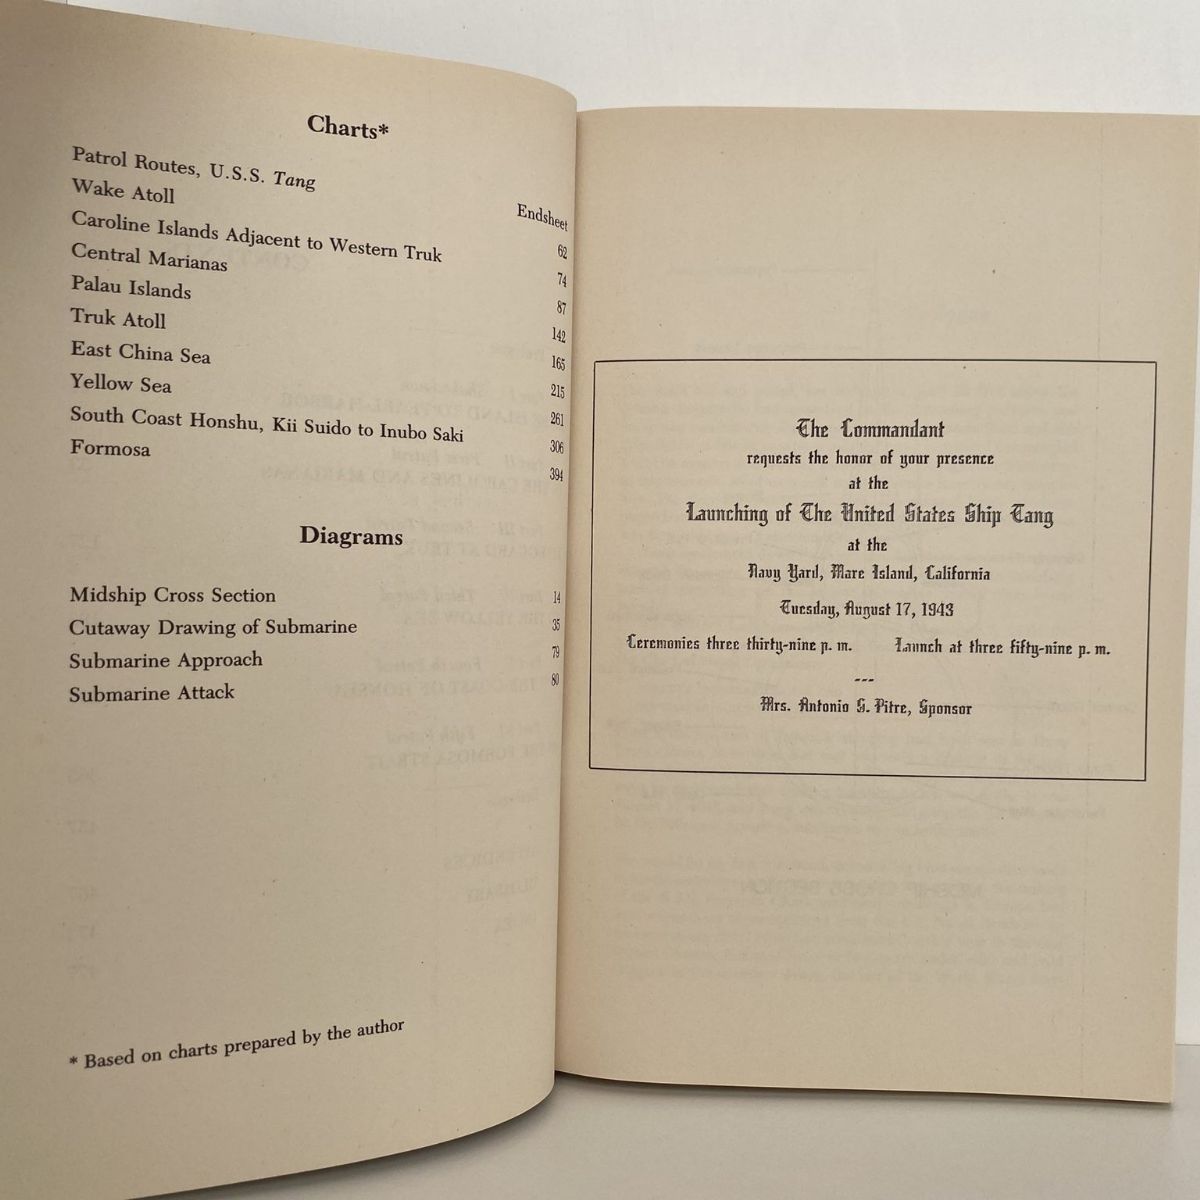 Charts*
Patrol Routes, U.S.S. Tang Endsheet
Wake Atoll 62
Caroline Islands Adjacent to Western Truk 74
Central Marianas 87
Palau Islands 142
Truk Atoll 165
East China Sea 215
Yellow Sea 261
South Coast Honshu, Kii Suido to Inubo Saki 306
Formosa 394
Diagrams
Midship Cross Section 14
Cutaway Drawing of Submarine 35
Submarine Approach 79
Submarine Attack 80
* Based on charts prepared by the author
The Commandant
requests the honor of your presence
at the
Launching of The United States Ship Tang
at the
Navy Yard, Mare Island, California
Tuesday, August 17, 1943
Ceremonies three thirty-nine p. m. Launch at three fifty-nine p. m.
---
Mrs. Antonio S. Pitre, Sponsor